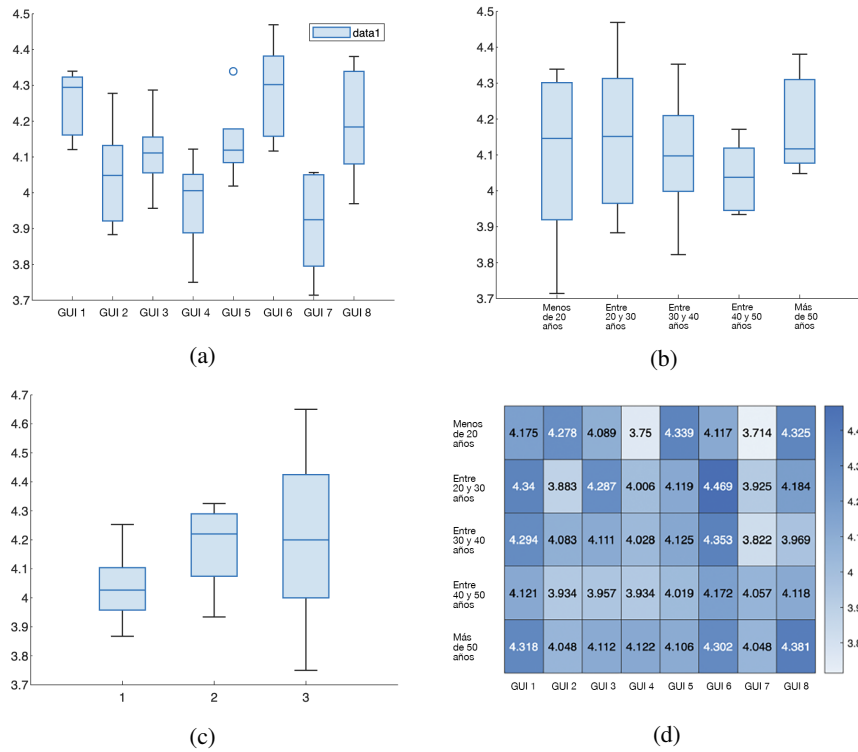 4.5
4.4
4.3
4.2
4.1
4
3.9
3.8
3.7
data1
GUI 1 GUI 2 GUI 3 GUI 4 GUI 5 GUI 6 GUI 7 GUI 8
(a)
4.5
4.4
4.3
4.2
4.1
4
3.9
3.8
3.7
Menos
de 20
años
Entre
20 y 30
años
Entre
30 y 40
años
Entre
40 y 50
años
Más
de 50
años
(b)
4.7
4.6
4.5
4.4
4.3
4.2
4.1
4
3.9
3.8
3.7
1 2 3
(c)
Menos
de 20
años
4.175 4.278 4.089 3.75 4.339 4.117 3.714 4.325
Entre
20 y 30
años
4.34 3.883 4.287 4.006 4.119 4.469 3.925 4.184
Entre
30 y 40
años
4.294 4.083 4.111 4.028 4.125 4.353 3.822 3.969
Entre
40 y 50
años
4.121 3.934 3.957 3.934 4.019 4.172 4.057 4.118
Más
de 50
años
4.318 4.048 4.112 4.122 4.106 4.302 4.048 4.381
GUI 1 GUI 2 GUI 3 GUI 4 GUI 5 GUI 6 GUI 7 GUI 8
4.3
4.2
4.1
4
3.9
(d)